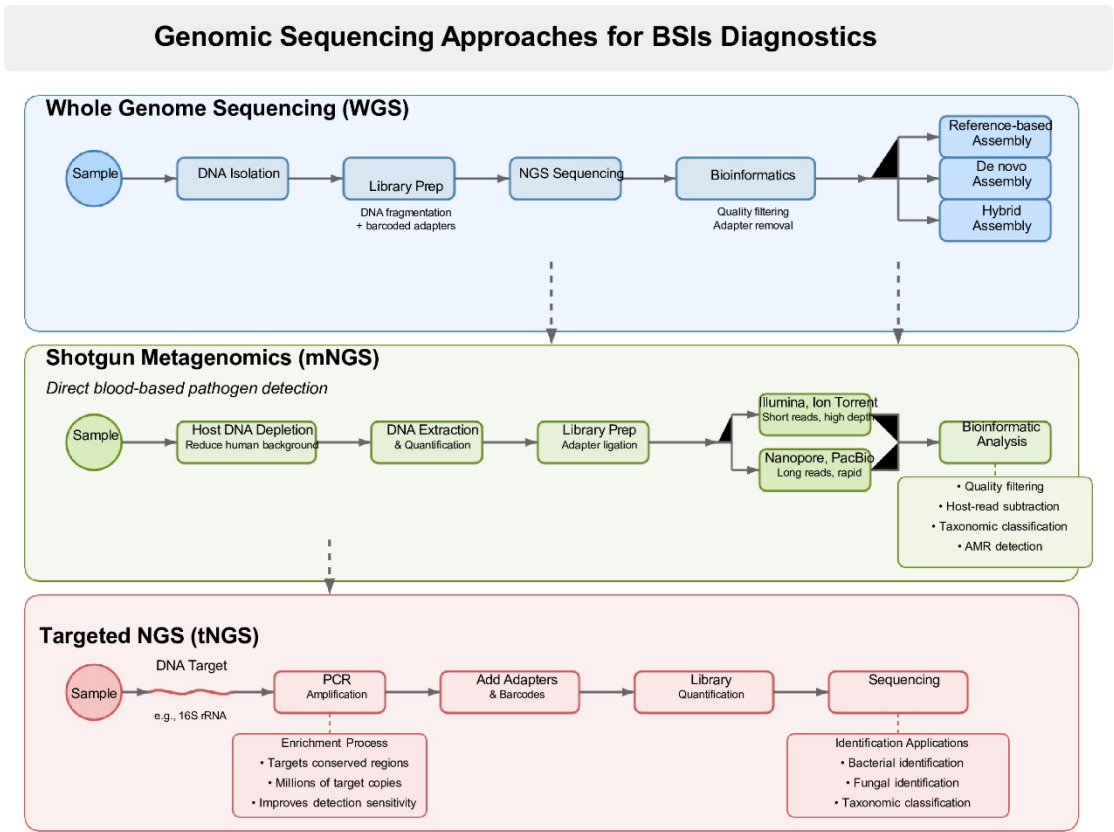 Genomic Sequencing Approaches for BSIs Diagnostics
Whole Genome Sequencing (WGS)
Sample
DNA Isolation
Library Prep
DNA fragmentation
+ barcoded adapters
NGS Sequencing
Bioinformatics
Quality filtering
Adapter removal
Reference-based
Assembly
De novo
Assembly
Hybrid
Assembly
Shotgun Metagenomics (mNGS)
Direct blood-based pathogen detection
Sample
Host DNA Depletion
Reduce human background
DNA Extraction
& Quantification
Library Prep
Adapter ligation
Illumina, Ion Torrent
Short reads, high depth
Nanopore, PacBio
Long reads, rapid
Bioinformatic
Analysis
• Quality filtering
• Host-read subtraction
• Taxonomic classification
• AMR detection
Targeted NGS (tNGS)
Sample
DNA Target
e.g., 16S rRNA
PCR
Amplification
Add Adapters
& Barcodes
Library
Quantification
Sequencing
Enrichment Process
• Targets conserved regions
• Millions of target copies
• Improves detection sensitivity
Identification Applications
• Bacterial identification
• Fungal identification
• Taxonomic classification